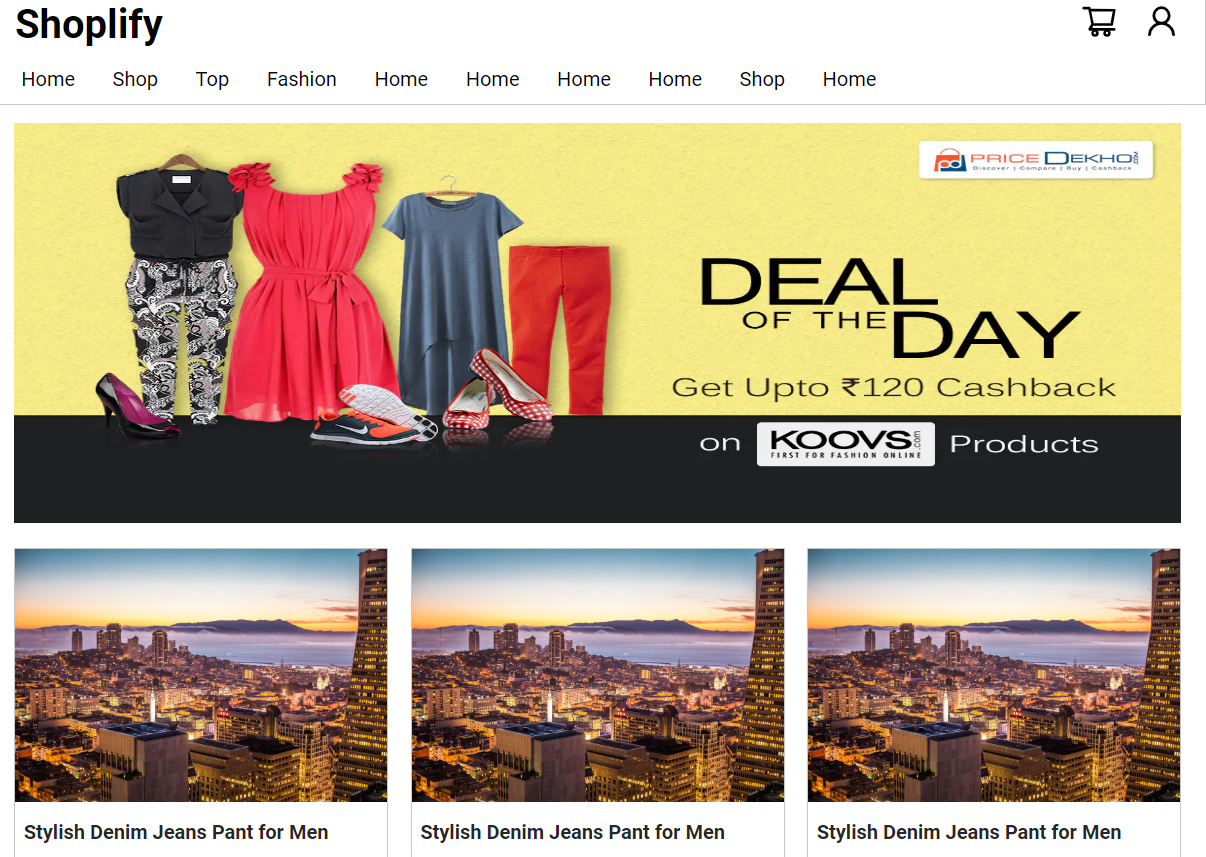 Shoplify
Home Shop Top Fashion Home Home Home Home Shop Home
PRICE DEKHO.COM
Discover | Compare | Buy | Cashback
DEAL
OF THE DAY
Get Upto ₹120 Cashback
on KOOVS.com Products
FIRST FOR FASHION ONLINE
Stylish Denim Jeans Pant for Men
Stylish Denim Jeans Pant for Men
Stylish Denim Jeans Pant for Men